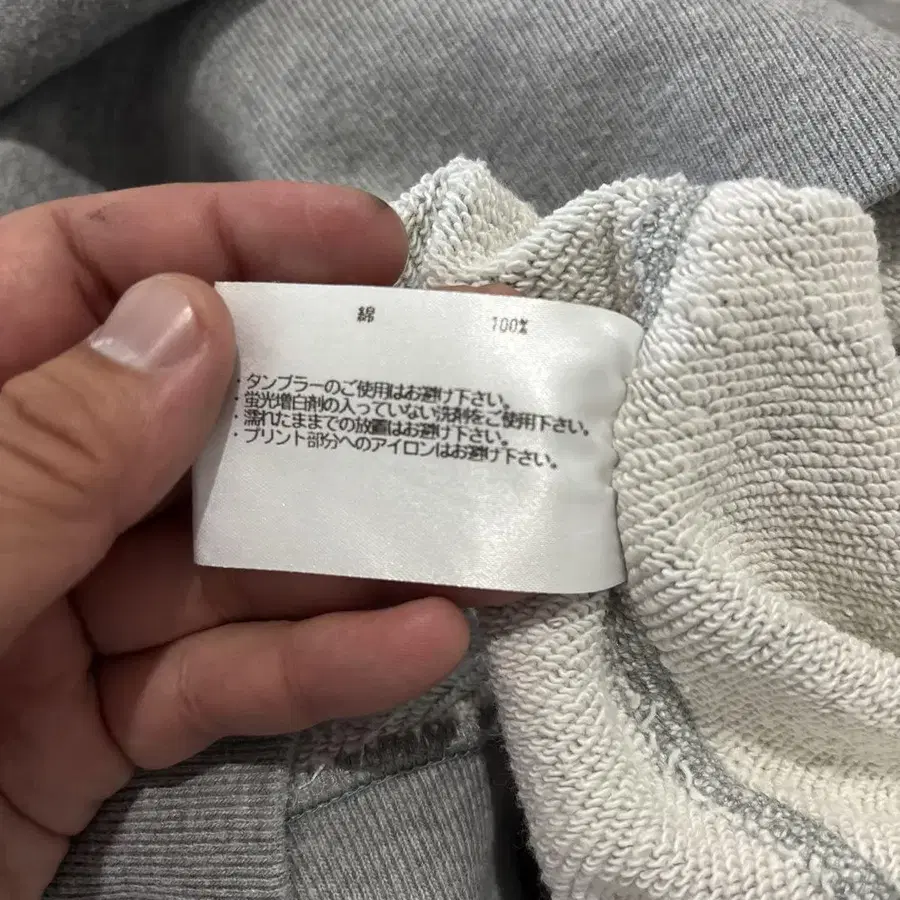 綿 100%
・タンブラーのご使用はお避け下さい。
・蛍光増白剤の入っていない洗剤をご使用下さい。
・濡れたままでの放置はお避け下さい。
・プリント部分へのアイロンはお避け下さい。